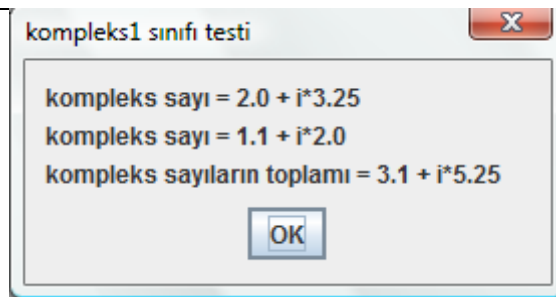 kompleks1 sınıfı testi
kompleks sayı = 2.0 + i*3.25
kompleks sayı = 1.1 + i*2.0
kompleks sayıların toplamı = 3.1 + i*5.25
OK